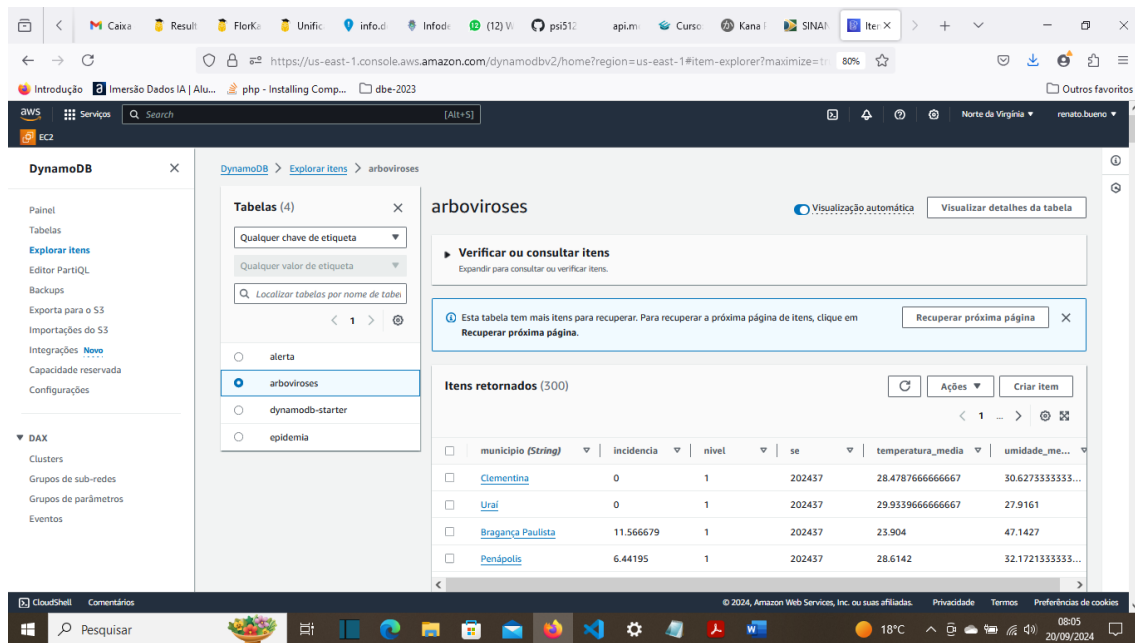 M Caixa
Result
FlorKa
Unific
info.d
Infode
(12) W
psi512
api.m
Curso
Kana
SINAN
Iter
https://us-east-1.console.aws.amazon.com/dynamodbv2/home?region=us-east-1#item-explorer?maximize=tr
80%
Introdução
Imersão Dados IA | Alu...
php - Installing Comp...
dbe-2023
Outros favoritos
aws
Serviços
Search
[Alt+S]
Norte da Virgínia
renato.bueno
EC2
DynamoDB
DynamoDB > Explorar itens > arboviroses
Painel
Tabelas
Explorar itens
Editor PartiQL
Backups
Exporta para o S3
Importações do S3
Integrações Novo
Capacidade reservada
Configurações
DAX
Clusters
Grupos de sub-redes
Grupos de parâmetros
Eventos
Tabelas (4)
Qualquer chave de etiqueta
Qualquer valor de etiqueta
Localizar tabelas por nome de tabel
1
alerta
arboviroses
dynamodb-starter
epidemia
arboviroses
Visualização automática
Visualizar detalhes da tabela
Verificar ou consultar itens
Expandir para consultar ou verificar itens.
Esta tabela tem mais itens para recuperar. Para recuperar a próxima página de itens, clique em
Recuperar próxima página.
Recuperar próxima página
Itens retornados (300)
Ações
Criar item
1 ...
municipio (String) incidencia nivel se temperatura_media umidade_me...
Clementina 0 1 202437 28.4787666666667 30.6273333333...
Uraí 0 1 202437 29.9339666666667 27.9161
Bragança Paulista 11.566679 1 202437 23.904 47.1427
Penápolis 6.44195 1 202437 28.6142 32.1721333333...
CloudShell
Comentários
© 2024, Amazon Web Services, Inc. ou suas afiliadas.
Privacidade
Termos
Preferências de cookies
Pesquisar
18°C
08:05
20/09/2024